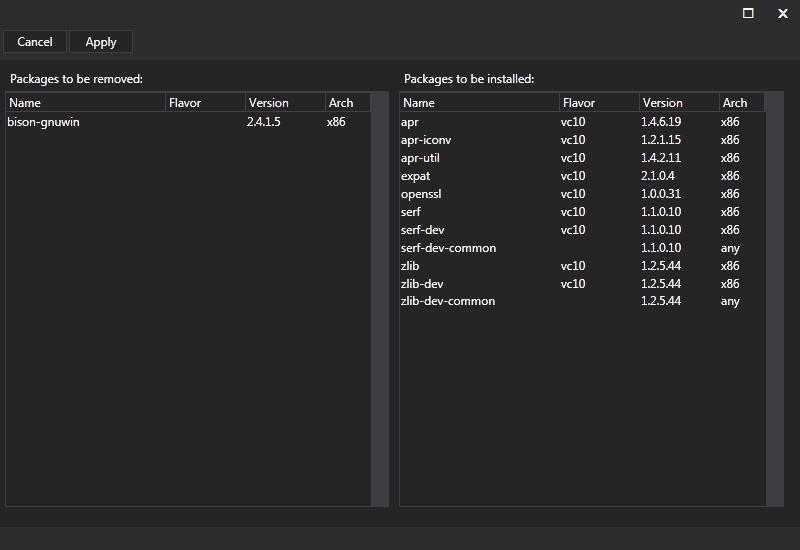 Cancel Apply
Packages to be removed:
Name Flavor Version Arch
bison-gnuwin 2.4.1.5 x86
Packages to be installed:
Name Flavor Version Arch
apr vc10 1.4.6.19 x86
apr-iconv vc10 1.2.1.15 x86
apr-util vc10 1.4.2.11 x86
expat vc10 2.1.0.4 x86
openssl vc10 1.0.0.31 x86
serf vc10 1.1.0.10 x86
serf-dev vc10 1.1.0.10 x86
serf-dev-common 1.1.0.10 any
zlib vc10 1.2.5.44 x86
zlib-dev vc10 1.2.5.44 x86
zlib-dev-common 1.2.5.44 any